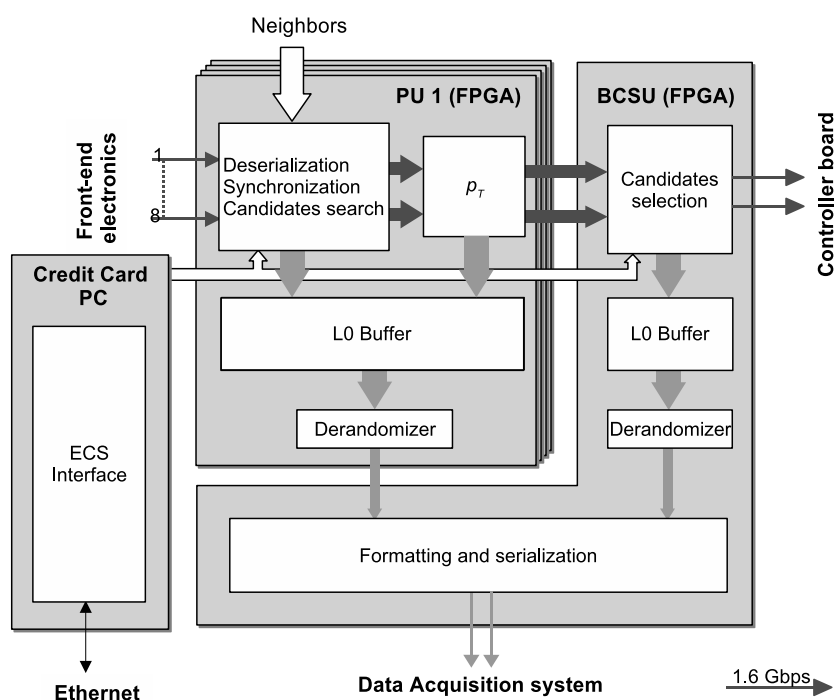 Neighbors
PU 1 (FPGA)
BCSU (FPGA)
Front-end
electronics
1
8
Deserialization
Synchronization
Candidates search
pT
Candidates
selection
Controller board
Credit Card
PC
L0 Buffer
L0 Buffer
Derandomizer
Derandomizer
ECS
Interface
Formatting and serialization
Ethernet
Data Acquisition system
1.6 Gbps